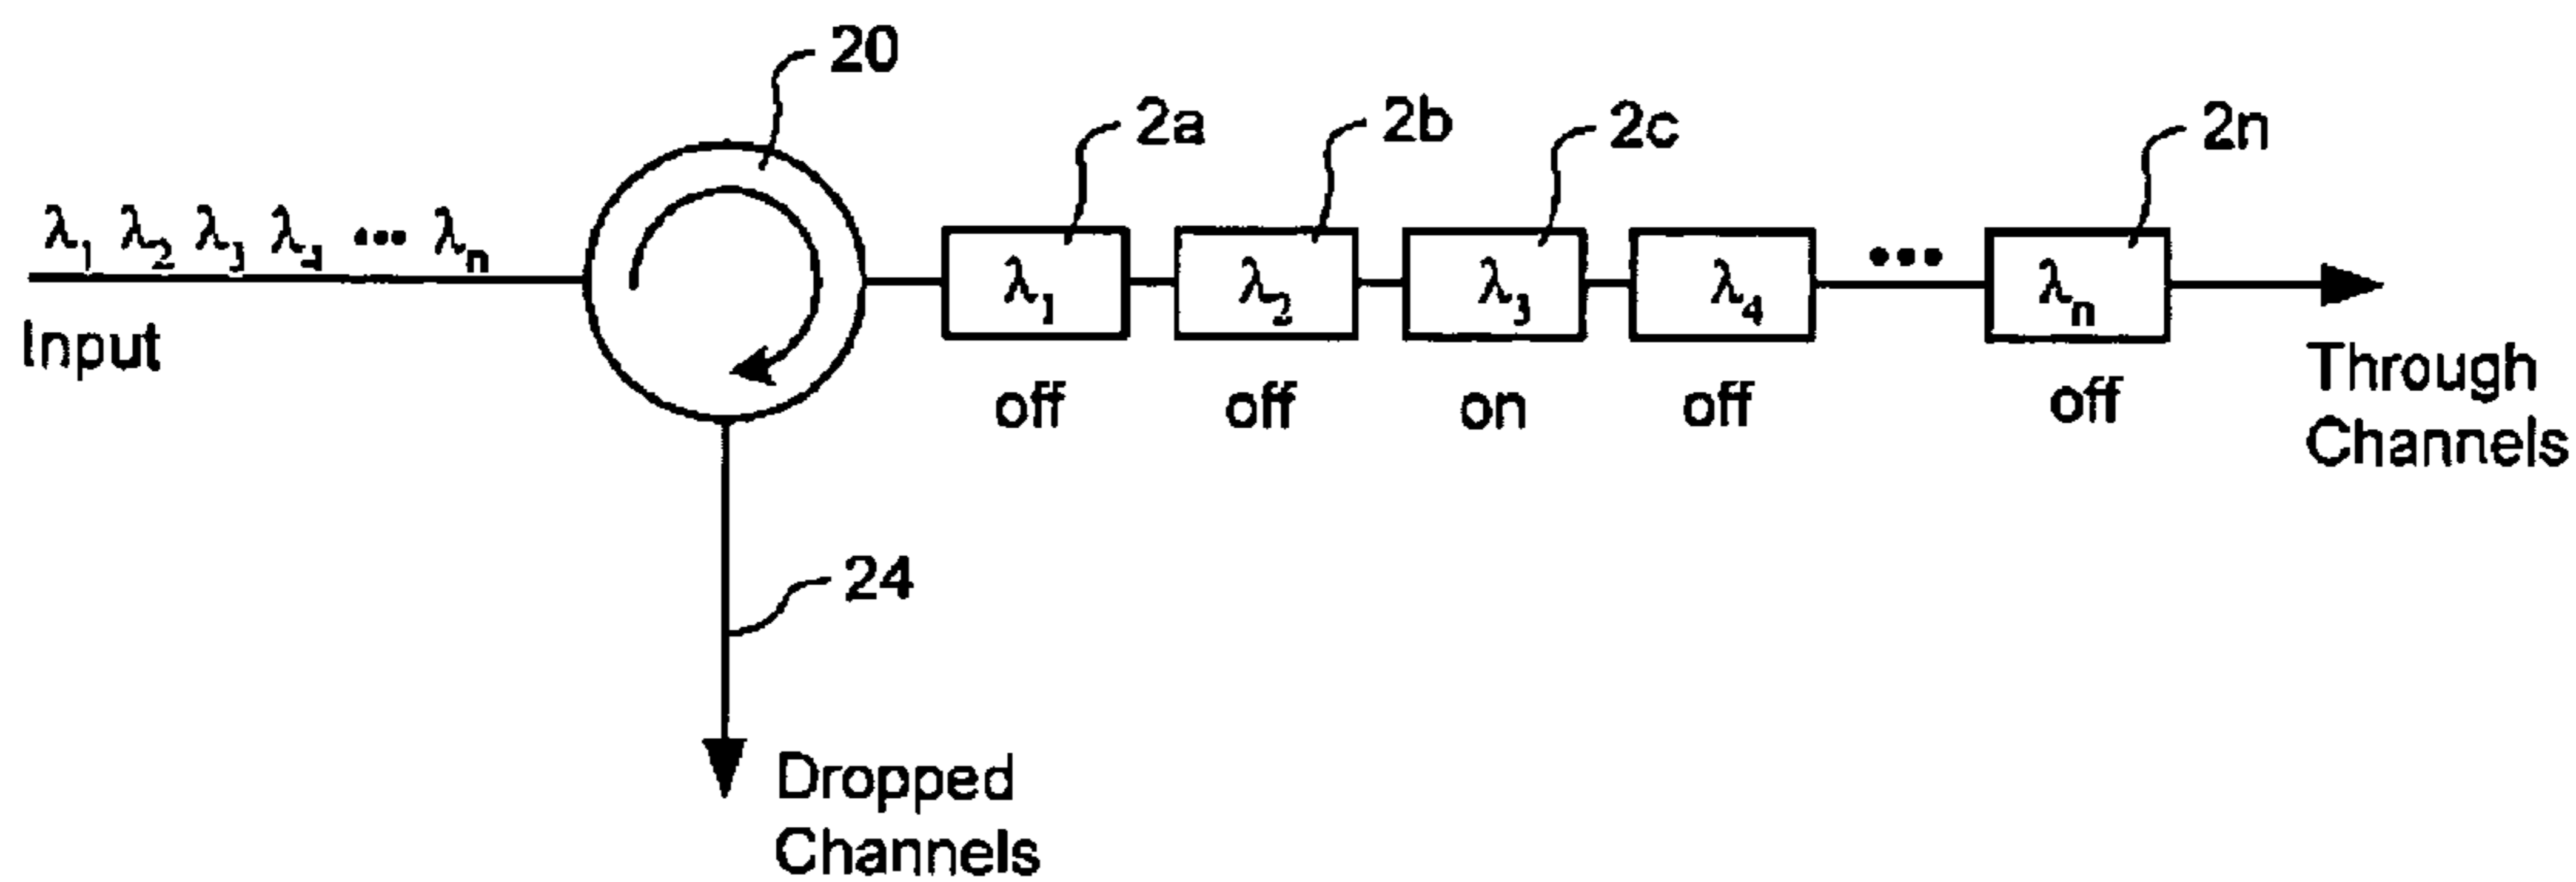 20
2a 2b 2c 2n
λ₁ λ₂ λ₃ λ₄ ••• λₙ
λ₁ λ₂ λ₃ λ₄ ••• λₙ
Input
off off on off off
Through
Channels
24
Dropped
Channels